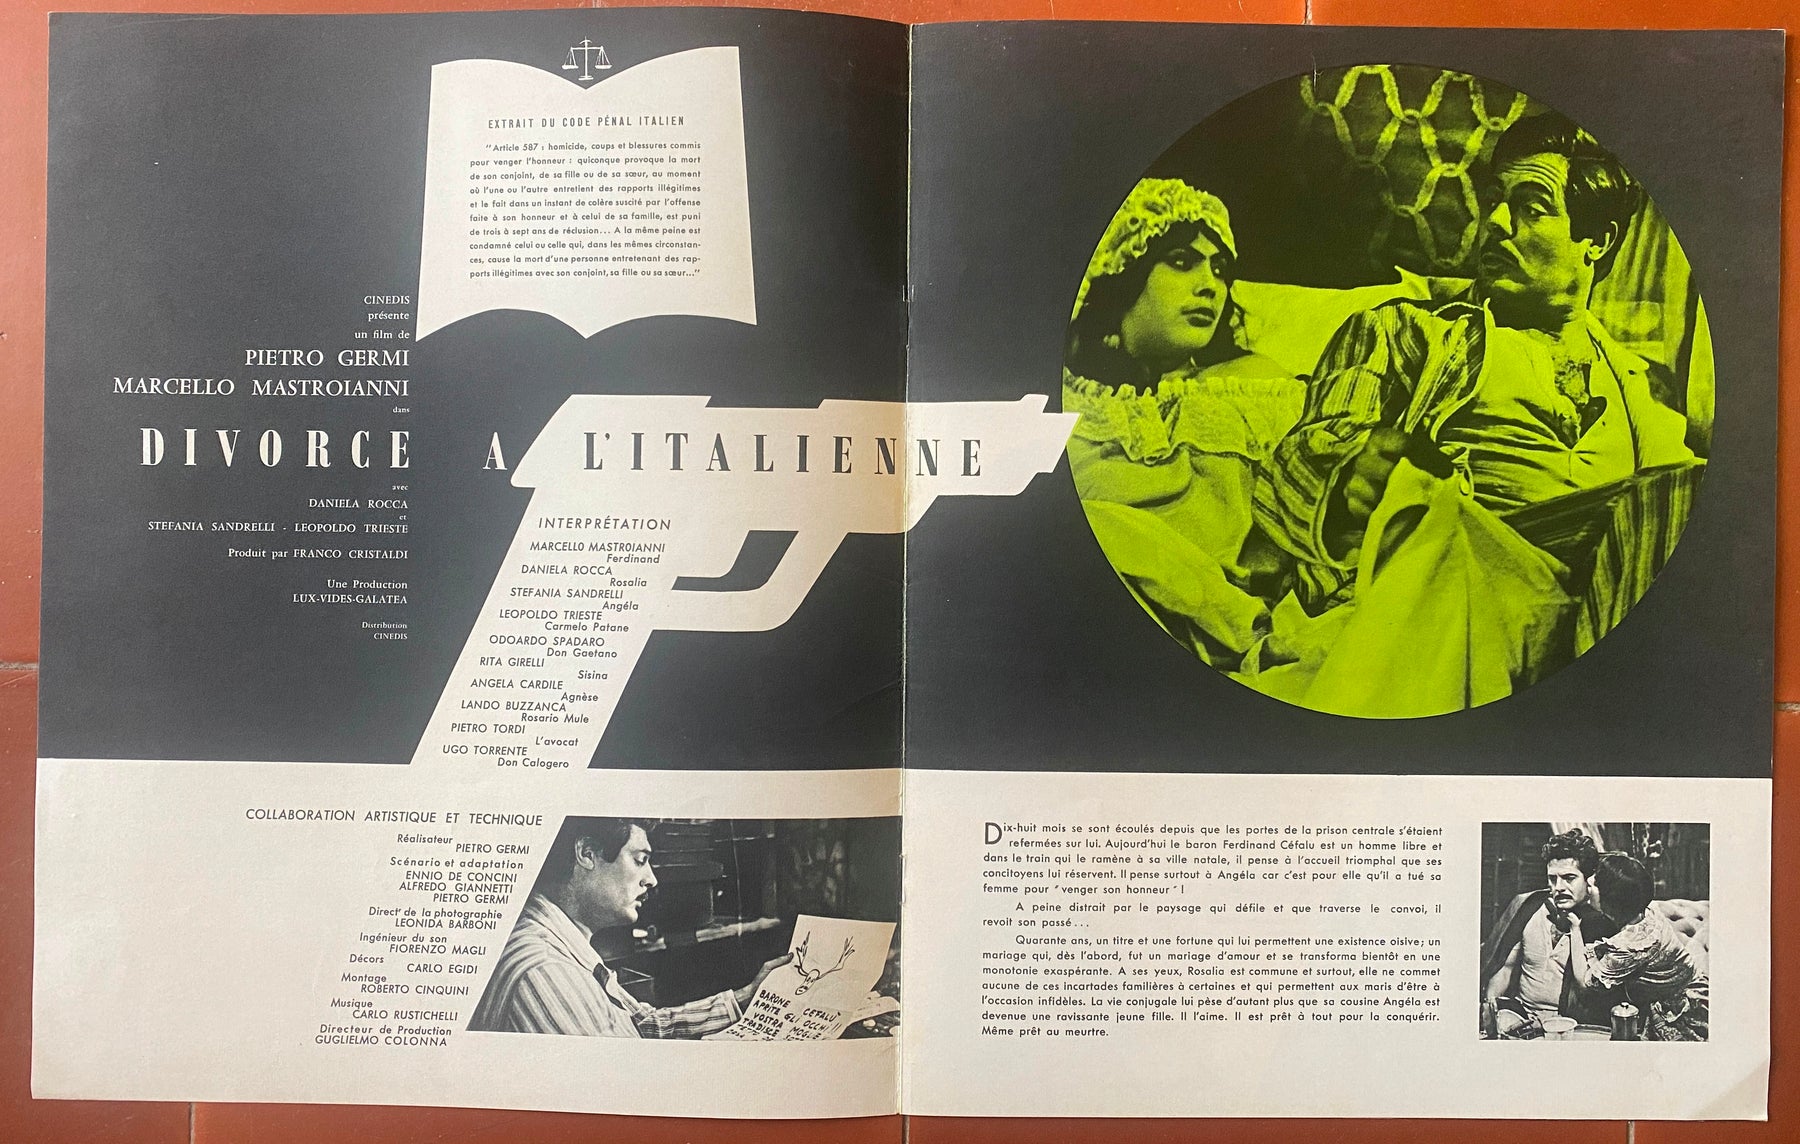 EXTRAIT DU CODE PÉNAL ITALIEN
"Article 587 : homicide, coups et blessures commis
pour venger l'honneur : quiconque provoque la mort
de son conjoint, de sa fille ou de sa sœur, au moment
où l'une ou l'autre entretient des rapports illégitimes
et le fait dans un instant de colère suscité par l'offense
faite à son honneur et à celui de sa famille, est puni
de trois à sept ans de réclusion... A la même peine est
condamné celui ou celle qui, dans les mêmes circonstan-
ces, cause la mort d'une personne entretenant des rap-
ports illégitimes avec son conjoint, sa fille ou sa sœur..."
CINEDIS
présente
un film de
PIETRO GERMI
MARCELLO MASTROIANNI
dans
DIVORCE A L'ITALIENNE
avec
DANIELA ROCCA
et
STEFANIA SANDRELLI - LEOPOLDO TRIESTE
Produit par FRANCO CRISTALDI
Une Production
LUX-VIDES-GALATEA
Distribution
CINEDIS
INTERPRÉTATION
MARCELLO MASTROIANNI
Ferdinand
DANIELA ROCCA
Rosalia
STEFANIA SANDRELLI
Angéla
LEOPOLDO TRIESTE
Carmelo Patane
ODOARDO SPADARO
Don Gaetano
RITA GIRELLI
Sisina
ANGELA CARDILE
Agnèse
LANDO BUZZANCA
Rosario Mule
PIETRO TORDI
L'avocat
UGO TORRENTE
Don Calogero
COLLABORATION ARTISTIQUE ET TECHNIQUE
Réalisateur
PIETRO GERMI
Scénario et adaptation
ENNIO DE CONCINI
ALFREDO GIANNETTI
PIETRO GERMI
Directr de la photographie
LEONIDA BARBONI
Ingénieur du son
FIORENZO MAGLI
Décors
CARLO EGIDI
Montage
ROBERTO CINQUINI
Musique
CARLO RUSTICHELLI
Directeur de Production
GUGLIELMO COLONNA
BARONE CEFALÙ
APRITE GLI OCCHI !!
VOSTRA MOGLIE
TRADISCE
Dix-huit mois se sont écoulés depuis que les portes de la prison centrale s'étaient
refermées sur lui. Aujourd'hui le baron Ferdinand Céfalu est un homme libre et
dans le train qui le ramène à sa ville natale, il pense à l'accueil triomphal que ses
concitoyens lui réservent. Il pense surtout à Angéla car c'est pour elle qu'il a tué sa
femme pour "venger son honneur" !
A peine distrait par le paysage qui défile et que traverse le convoi, il
revoit son passé...
Quarante ans, un titre et une fortune qui lui permettent une existence oisive; un
mariage qui, dès l'abord, fut un mariage d'amour et se transforma bientôt en une
monotonie exaspérante. A ses yeux, Rosalia est commune et surtout, elle ne commet
aucune de ces incartades familières à certaines et qui permettent aux maris d'être à
l'occasion infidèles. La vie conjugale lui pèse d'autant plus que sa cousine Angéla est
devenue une ravissante jeune fille. Il l'aime. Il est prêt à tout pour la conquérir.
Même prêt au meurtre.